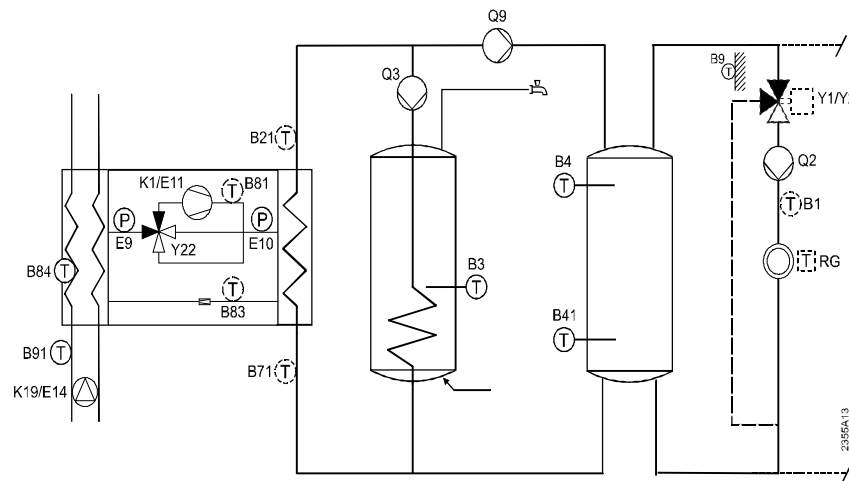 Q9
Q3
B9
T
Y1/Y
B21 T
K1/E11
T B81
B4
T
Q2
P
P
E9
Y22
E10
T B1
B84 T
B3
T
T RG
T
B83
B41
T
B91 T
B71 T
K19/E14
2355A13